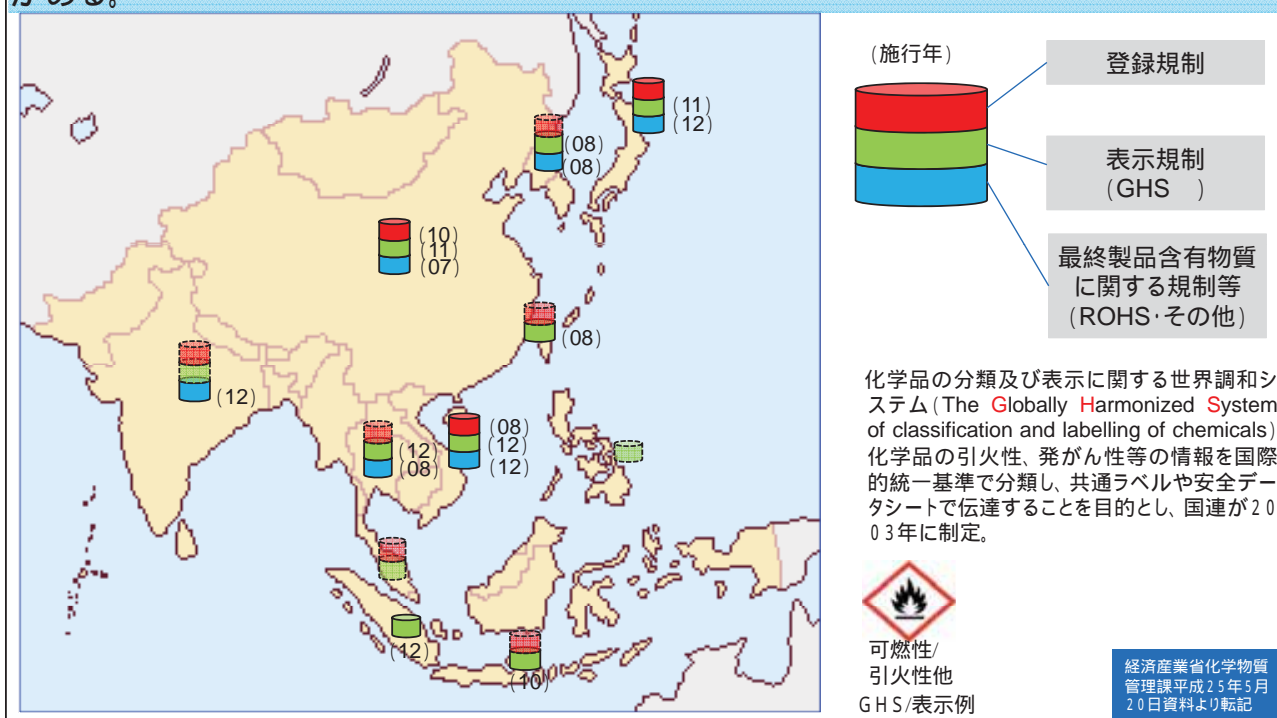 がある。
(施行年)
登録規制
表示規制
(GHS )
最終製品含有物質
に関する規制等
(ROHS・その他)
(11)
(12)
(08)
(08)
(10)
(11)
(07)
(08)
(12)
(12)
(08)
(08)
(12)
(12)
(12)
(10)
化学品の分類及び表示に関する世界調和シ
ステム(The Globally Harmonized System
of classification and labelling of chemicals)
化学品の引火性、発がん性等の情報を国際
的統一基準で分類し、共通ラベルや安全デー
タシートで伝達することを目的とし、国連が20
03年に制定。
可燃性/
引火性他
GHS/表示例
経済産業省化学物質
管理課平成25年5月
20日資料より転記